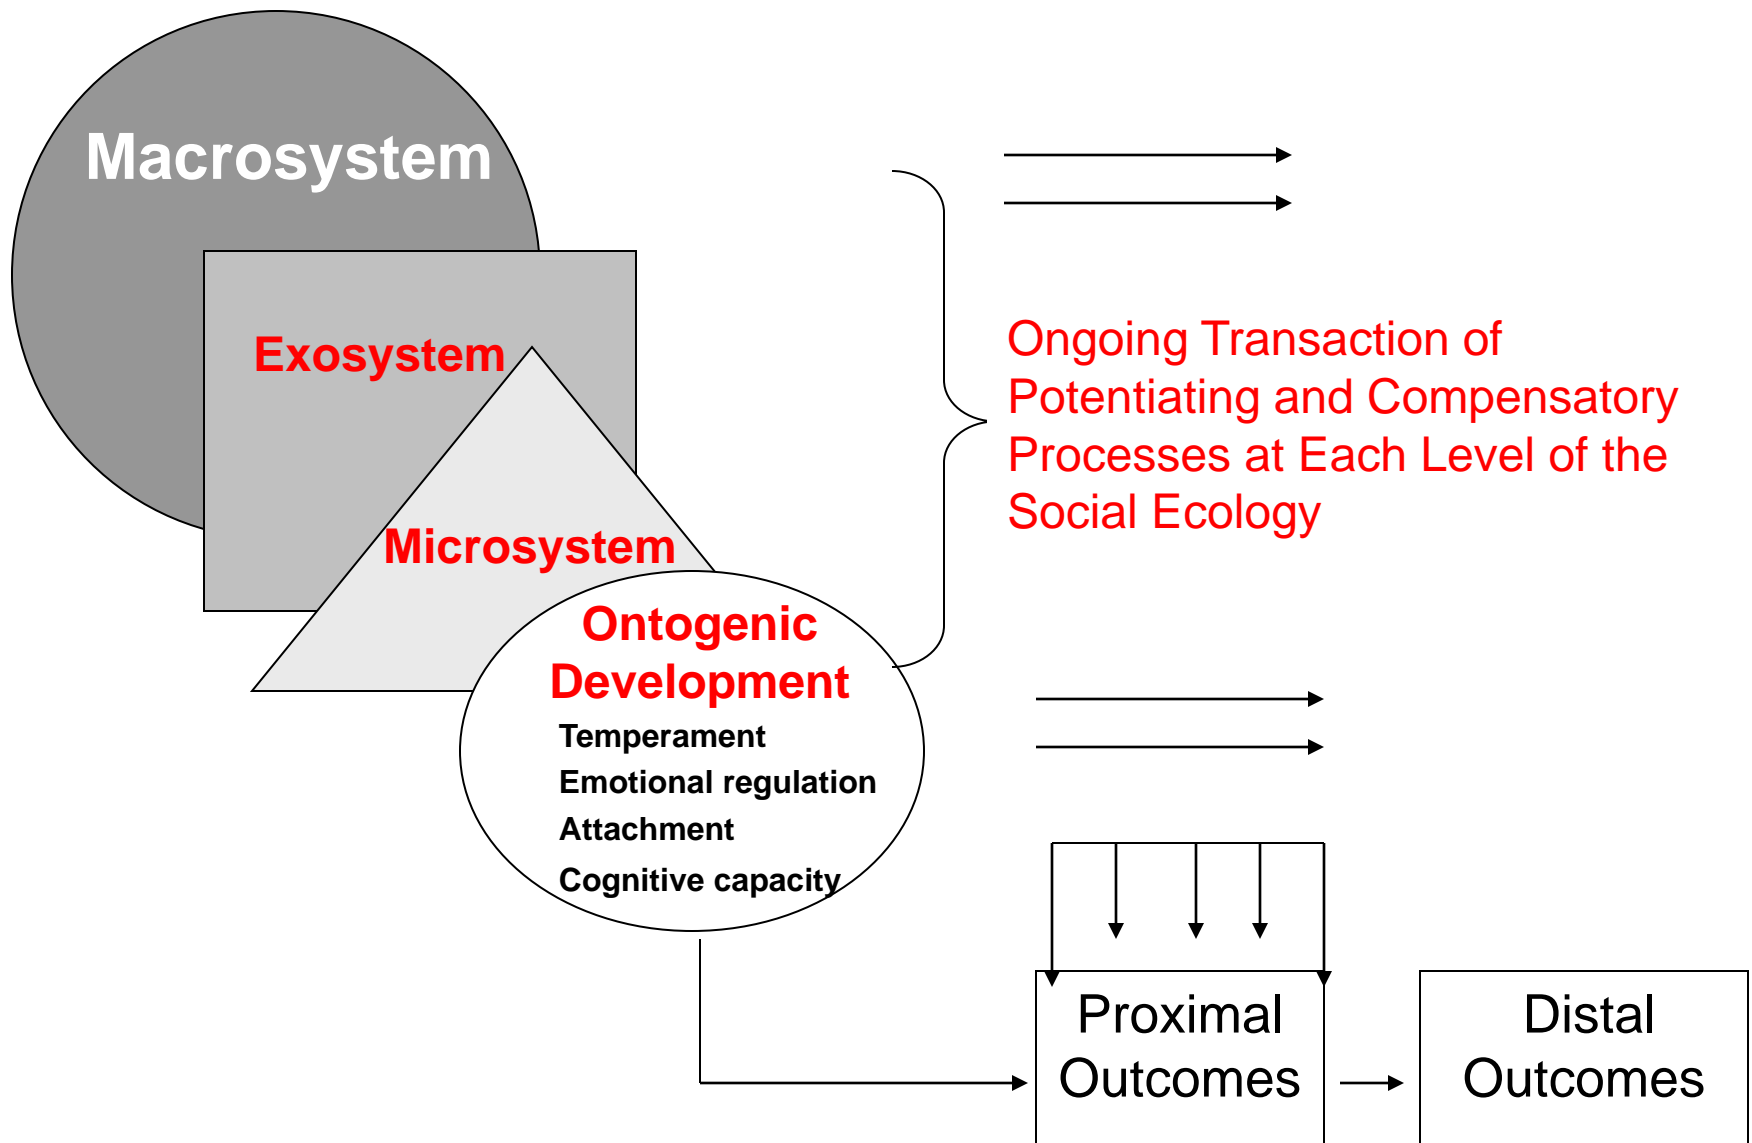 Macrosystem
Exosystem
Microsystem
Ontogenic
Development
Temperament
Emotional regulation
Attachment
Cognitive capacity
Ongoing Transaction of
Potentiating and Compensatory
Processes at Each Level of the
Social Ecology
Proximal
Outcomes
Distal
Outcomes